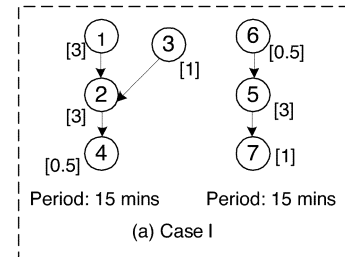 1 3 6
[3] [1] [0.5]
2 5
[3] [3]
4 7
[0.5] [1]
Period: 15 mins Period: 15 mins
(a) Case I